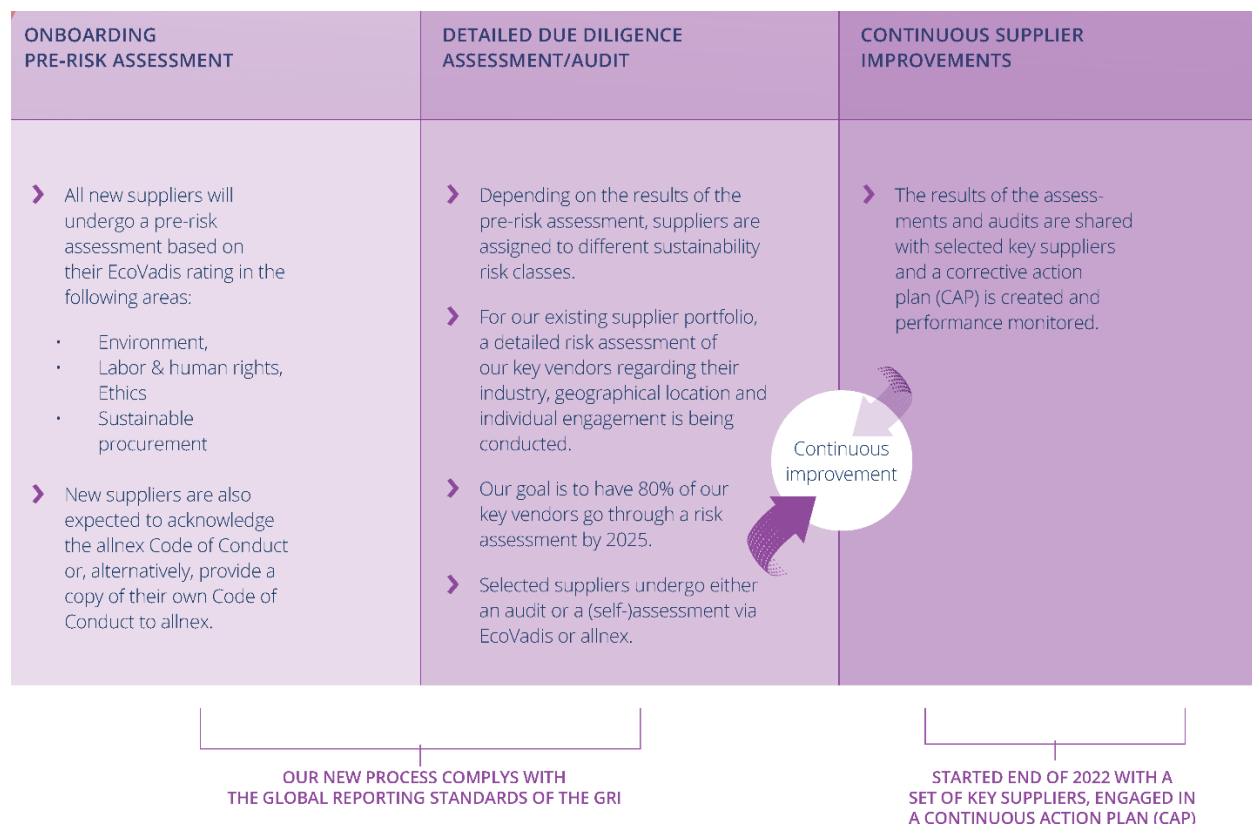 ONBOARDING
PRE-RISK ASSESSMENT
All new suppliers will
undergo a pre-risk
assessment based on
their EcoVadis rating in the
following areas:
· Environment,
· Labor & human rights,
Ethics
· Sustainable
procurement
New suppliers are also
expected to acknowledge
the allnex Code of Conduct
or, alternatively, provide a
copy of their own Code of
Conduct to allnex.
DETAILED DUE DILIGENCE
ASSESSMENT/AUDIT
Depending on the results of the
pre-risk assessment, suppliers are
assigned to different sustainability
risk classes.
For our existing supplier portfolio,
a detailed risk assessment of
our key vendors regarding their
industry, geographical location and
individual engagement is being
conducted.
Our goal is to have 80% of our
key vendors go through a risk
assessment by 2025.
Selected suppliers undergo either
an audit or a (self-)assessment via
EcoVadis or allnex.
CONTINUOUS SUPPLIER
IMPROVEMENTS
The results of the assess-
ments and audits are shared
with selected key suppliers
and a corrective action
plan (CAP) is created and
performance monitored.
Continuous
improvement
OUR NEW PROCESS COMPLYS WITH
THE GLOBAL REPORTING STANDARDS OF THE GRI
STARTED END OF 2022 WITH A
SET OF KEY SUPPLIERS, ENGAGED IN
A CONTINUOUS ACTION PLAN (CAP)